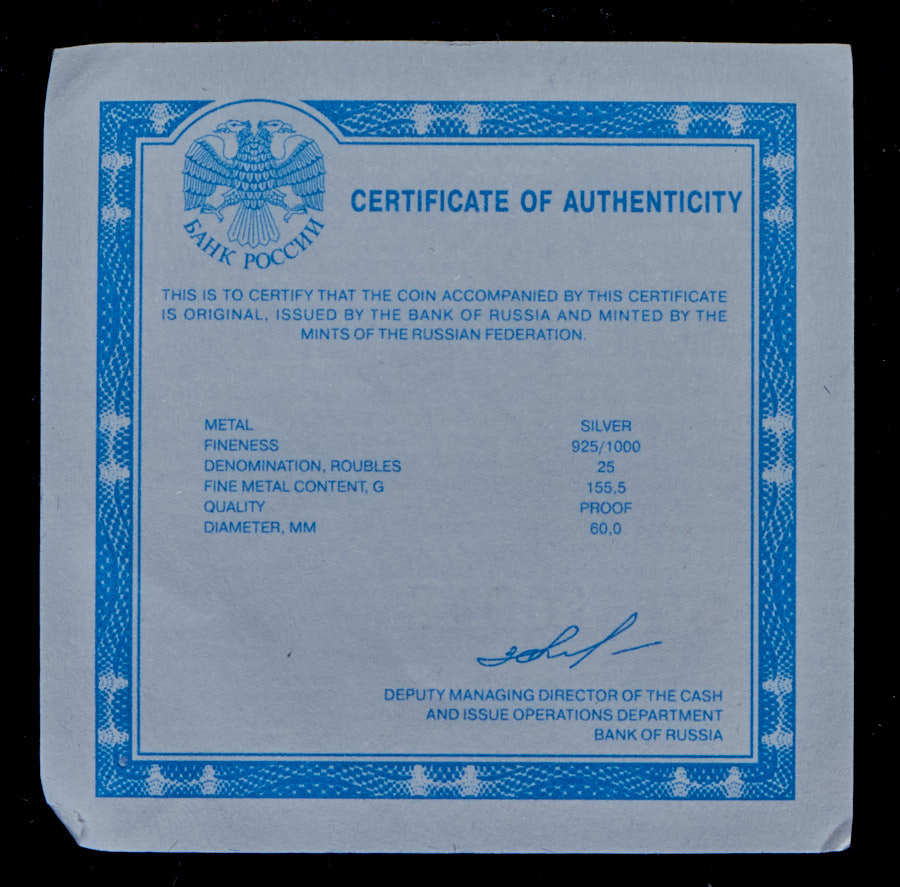 БАНК РОССИИ
CERTIFICATE OF AUTHENTICITY
THIS IS TO CERTIFY THAT THE COIN ACCOMPANIED BY THIS CERTIFICATE
IS ORIGINAL, ISSUED BY THE BANK OF RUSSIA AND MINTED BY THE
MINTS OF THE RUSSIAN FEDERATION.
METAL SILVER
FINENESS 925/1000
DENOMINATION, ROUBLES 25
FINE METAL CONTENT, G 155,5
QUALITY PROOF
DIAMETER, MM 60,0
DEPUTY MANAGING DIRECTOR OF THE CASH
AND ISSUE OPERATIONS DEPARTMENT
BANK OF RUSSIA